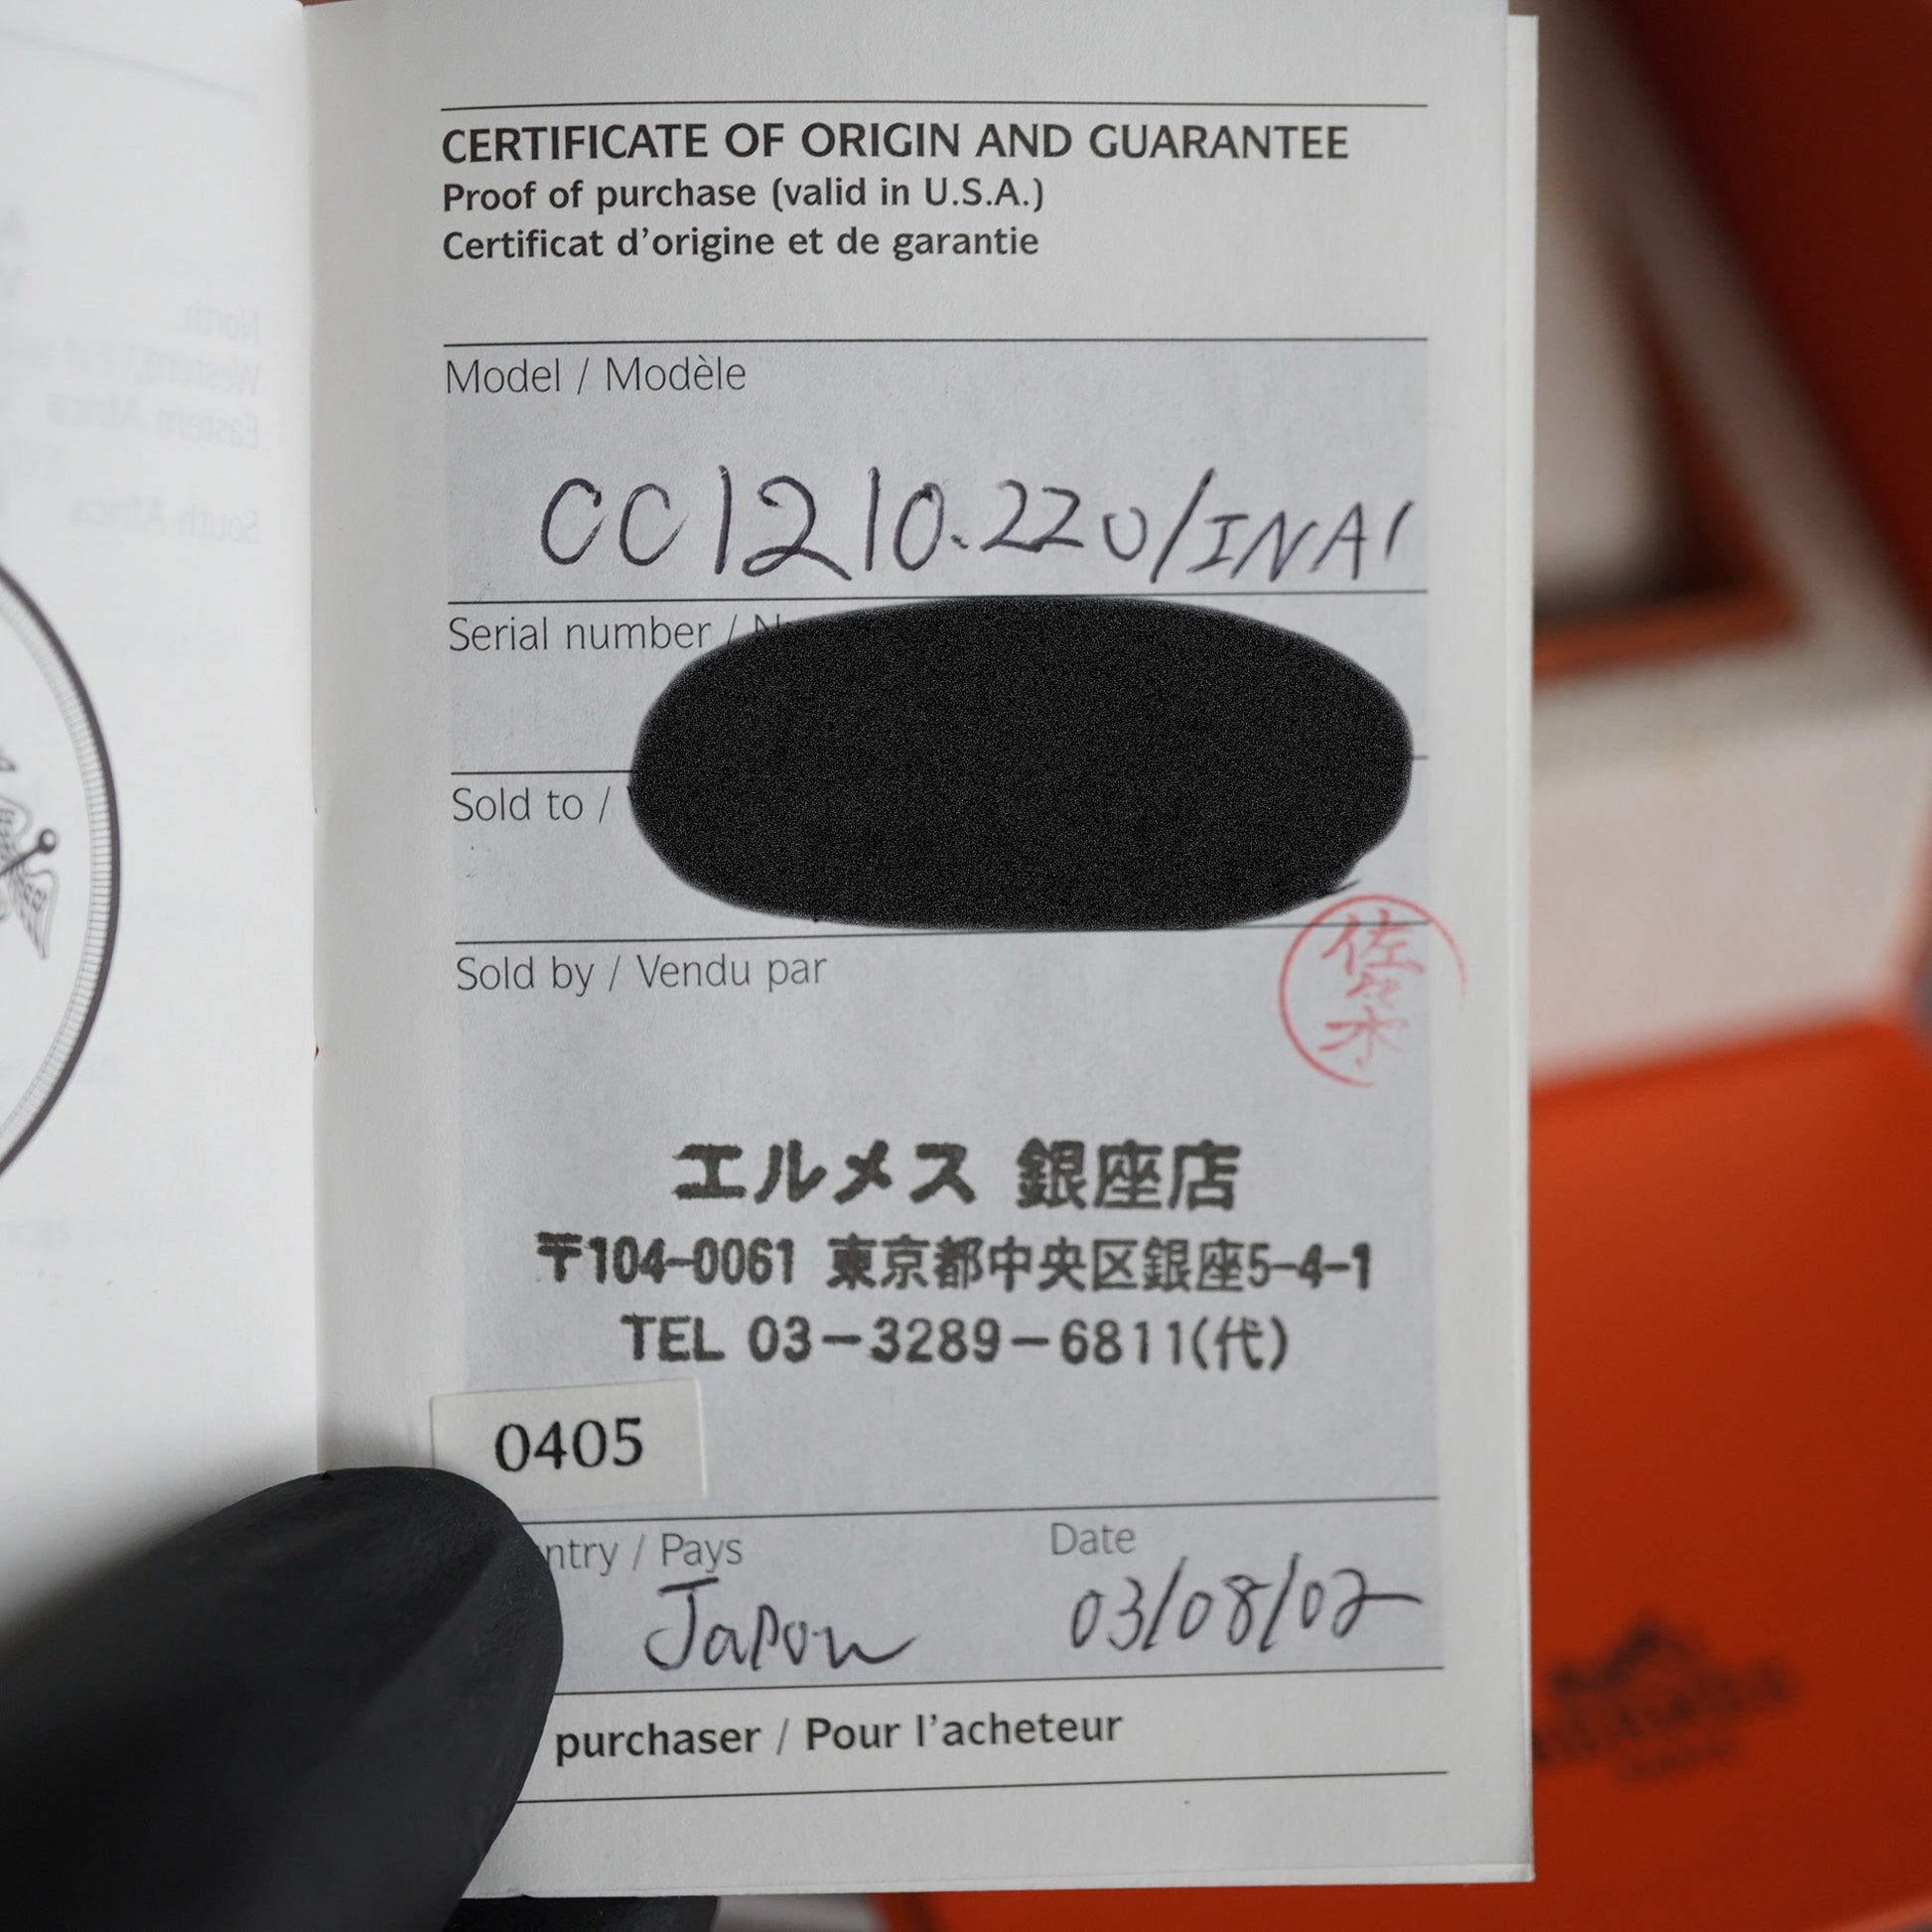 CERTIFICATE OF ORIGIN AND GUARANTEE
Proof of purchase (valid in U.S.A.)
Certificat d'origine et de garantie
Model / Modèle
CC1210.220/INA1
Serial number /
Sold to /
佐々木
Sold by / Vendu par
エルメス 銀座店
〒104-0061 東京都中央区銀座5-4-1
TEL 03-3289-6811(代)
0405
/ Pays
Date
Japon
03/08/02
purchaser / Pour l'acheteur